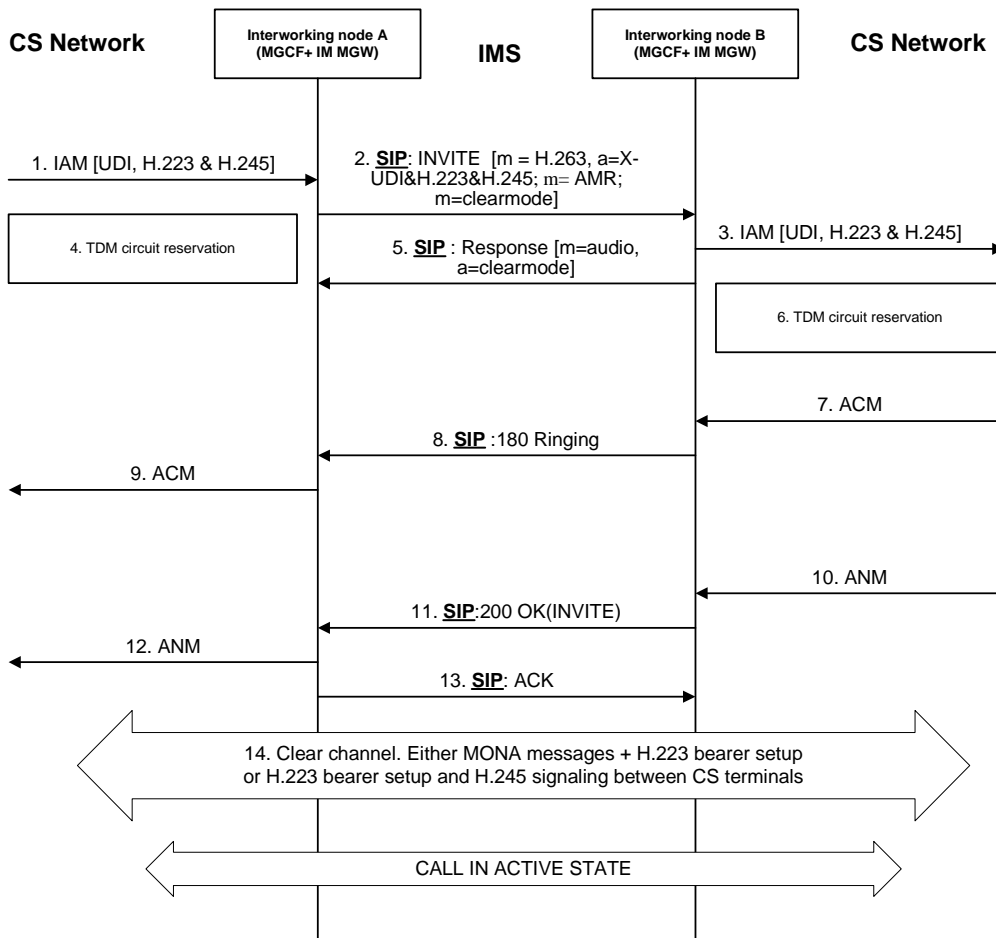 CS Network
Interworking node A
(MGCF+ IM MGW)
IMS
Interworking node B
(MGCF+ IM MGW)
CS Network
1. IAM [UDI, H.223 & H.245]
2. SIP: INVITE [m = H.263, a=X-
UDI&H.223&H.245; m= AMR;
m=clearmode]
3. IAM [UDI, H.223 & H.245]
4. TDM circuit reservation
5. SIP : Response [m=audio,
a=clearmode]
6. TDM circuit reservation
7. ACM
8. SIP :180 Ringing
9. ACM
10. ANM
11. SIP:200 OK(INVITE)
12. ANM
13. SIP: ACK
14. Clear channel. Either MONA messages + H.223 bearer setup
or H.223 bearer setup and H.245 signaling between CS terminals
CALL IN ACTIVE STATE